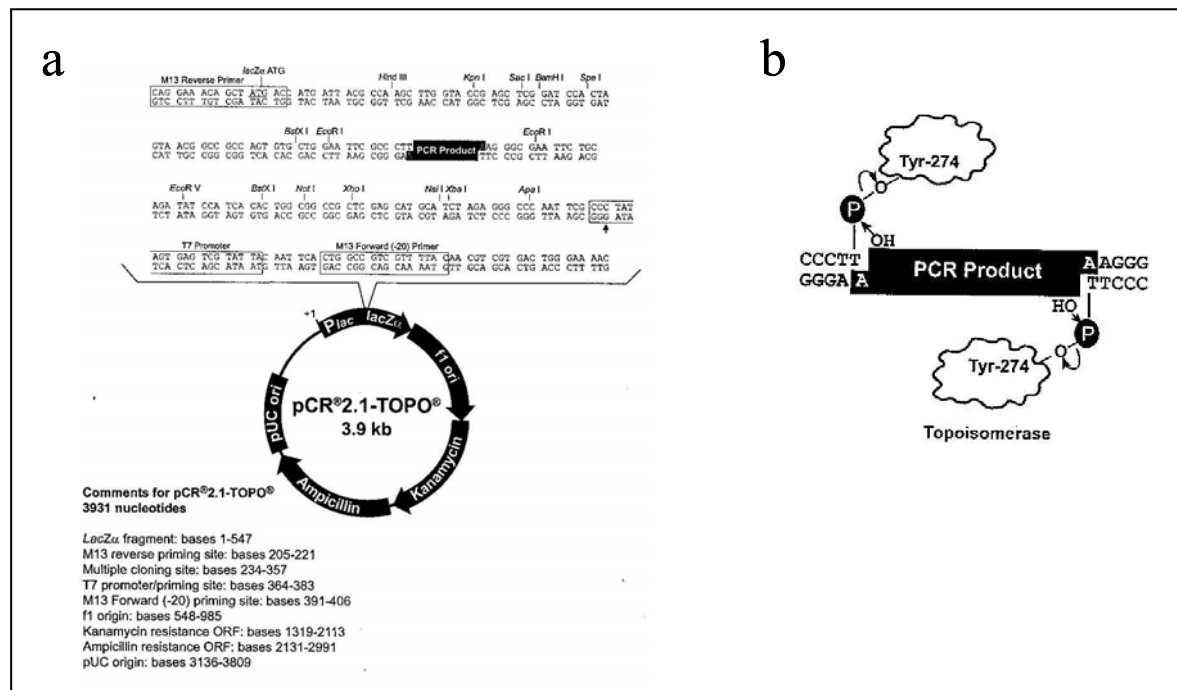 a
b
lacZα ATG
M13 Reverse Primer
Hind III
Kpn I
Sac I
BamH I
Spe I
CAG GAA ACA GCT ATG ACC ATG ATT ACG CCA AGC TTG GTA CCG AGC TCG GAT CCA CTA
GTC CTT TGT CGA TAC TGG TAC TAA TGC GGT TCG AAC CAT GGC TCG AGC CTA GGT GAT
BstX I
EcoR I
EcoR I
GTA ACG GCC GCC AGT GTG CTG GAA TTC GCC CTT
PCR Product
AAG GGC GAA TTC TGC
CAT TGC CGG CGG TCA CAC GAC CTT AAG CGG GAA
TTC CCG CTT AAG ACG
EcoR V
BstX I
Not I
Xho I
Nsi I
Xba I
Apa I
AGA TAT CCA TCA CAC TGG CGG CCG CTC GAG CAT GCA TCT AGA GGG CCC AAT TCG CCC TAT
TCT ATA GGT AGT GTG ACC GCC GGC GAG CTC GTA CGT AGA TCT CCC GGG TTA AGC GGG ATA
T7 Promoter
M13 Forward (-20) Primer
AGT GAG TCG TAT TAC AAT TCA CTG GCC GTC GTT TTA CAA CGT CGT GAC TGG GAA AAC
TCA CTC AGC ATA ATG TTA AGT GAC CGG CAG CAA AAT GTT GCA GCA CTG ACC CTT TTG
+1
Plac
lacZα
f1 ori
Kanamycin
Ampicillin
pUC ori
pCR®2.1-TOPO®
3.9 kb
Comments for pCR®2.1-TOPO®
3931 nucleotides
LacZα fragment: bases 1-547
M13 reverse priming site: bases 205-221
Multiple cloning site: bases 234-357
T7 promoter/priming site: bases 364-383
M13 Forward (-20) priming site: bases 391-406
f1 origin: bases 548-985
Kanamycin resistance ORF: bases 1319-2113
Ampicillin resistance ORF: bases 2131-2991
pUC origin: bases 3136-3809
Tyr-274
O
P
OH
CCCTT
GGGA A
PCR Product
A AGGG
TTCCC
HO
P
O
Tyr-274
Topoisomerase